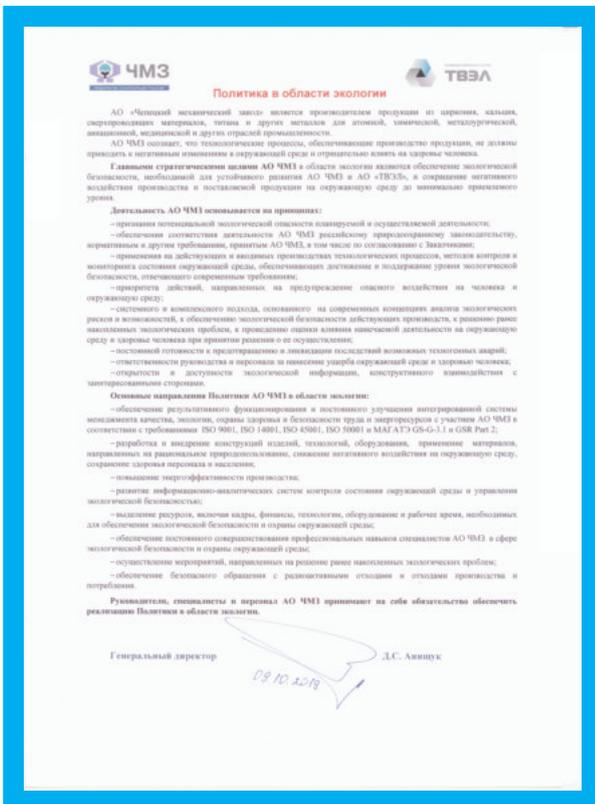 ЧМЗ
ТВЭЛ
Политика в области экологии
АО «Чепецкий механический завод» является производителем продукции из циркония, кальция,
сверхпроводящих материалов, титана и других металлов для атомной, химической, металлургической,
авиационной, медицинской и других отраслей промышленности.
АО ЧМЗ осознает, что технологические процессы, обеспечивающие производство продукции, не должны
приводить к негативным изменениям в окружающей среде и отрицательно влиять на здоровье человека.
Главными стратегическими целями АО ЧМЗ в области экологии являются обеспечение экологической
безопасности, необходимой для устойчивого развития АО ЧМЗ и АО «ТВЭЛ», и сокращение негативного
воздействия производства и поставляемой продукции на окружающую среду до минимально приемлемого
уровня.
Деятельность АО ЧМЗ основывается на принципах:
– признания потенциальной экологической опасности планируемой и осуществляемой деятельности;
– обеспечения соответствия деятельности АО ЧМЗ российскому природоохранному законодательству,
нормативным и другим требованиям, принятым АО ЧМЗ, в том числе по согласованию с Заказчиками;
– применения на действующих и вводимых производствах технологических процессов, методов контроля и
мониторинга состояния окружающей среды, обеспечивающих достижение и поддержание уровня экологической
безопасности, отвечающего современным требованиям;
– приоритета действий, направленных на предупреждение опасного воздействия на человека и
окружающую среду;
– системного и комплексного подхода, основанного на современных концепциях анализа экологических
рисков и возможностей, к обеспечению экологической безопасности действующих производств, к решению ранее
накопленных экологических проблем, к проведению оценки влияния намечаемой деятельности на окружающую
среду и здоровье человека при принятии решения о ее осуществлении;
– постоянной готовности к предотвращению и ликвидации последствий возможных техногенных аварий;
– ответственности руководства и персонала за нанесение ущерба окружающей среде и здоровью человека;
– открытости и доступности экологической информации, конструктивного взаимодействия с
заинтересованными сторонами.
Основные направления Политики АО ЧМЗ в области экологии:
– обеспечение результативного функционирования и постоянного улучшения интегрированной системы
менеджмента качества, экологии, охраны здоровья и безопасности труда и энергоресурсов с участием АО ЧМЗ в
соответствии с требованиями ISO 9001, ISO 14001, ISO 45001, ISO 50001 и МАГАТЭ GS-G-3.1 и GSR Part 2;
– разработка и внедрение конструкций изделий, технологий, оборудования, применение материалов,
направленных на рациональное природопользование, снижение негативного воздействия на окружающую среду,
сохранение здоровья персонала и населения;
– повышение энергоэффективности производства;
– развитие информационно-аналитических систем контроля состояния окружающей среды и управления
экологической безопасностью;
– выделение ресурсов, включая кадры, финансы, технологии, оборудование и рабочее время, необходимых
для обеспечения экологической безопасности и охраны окружающей среды;
– обеспечение постоянного совершенствования профессиональных навыков специалистов АО ЧМЗ в сфере
экологической безопасности и охраны окружающей среды;
– осуществление мероприятий, направленных на решение ранее накопленных экологических проблем;
– обеспечение безопасного обращения с радиоактивными отходами и отходами производства и
потребления.
Руководители, специалисты и персонал АО ЧМЗ принимают на себя обязательство обеспечить
реализацию Политики в области экологии.
Генеральный директор
Д.С. Анищук
09.10.2019